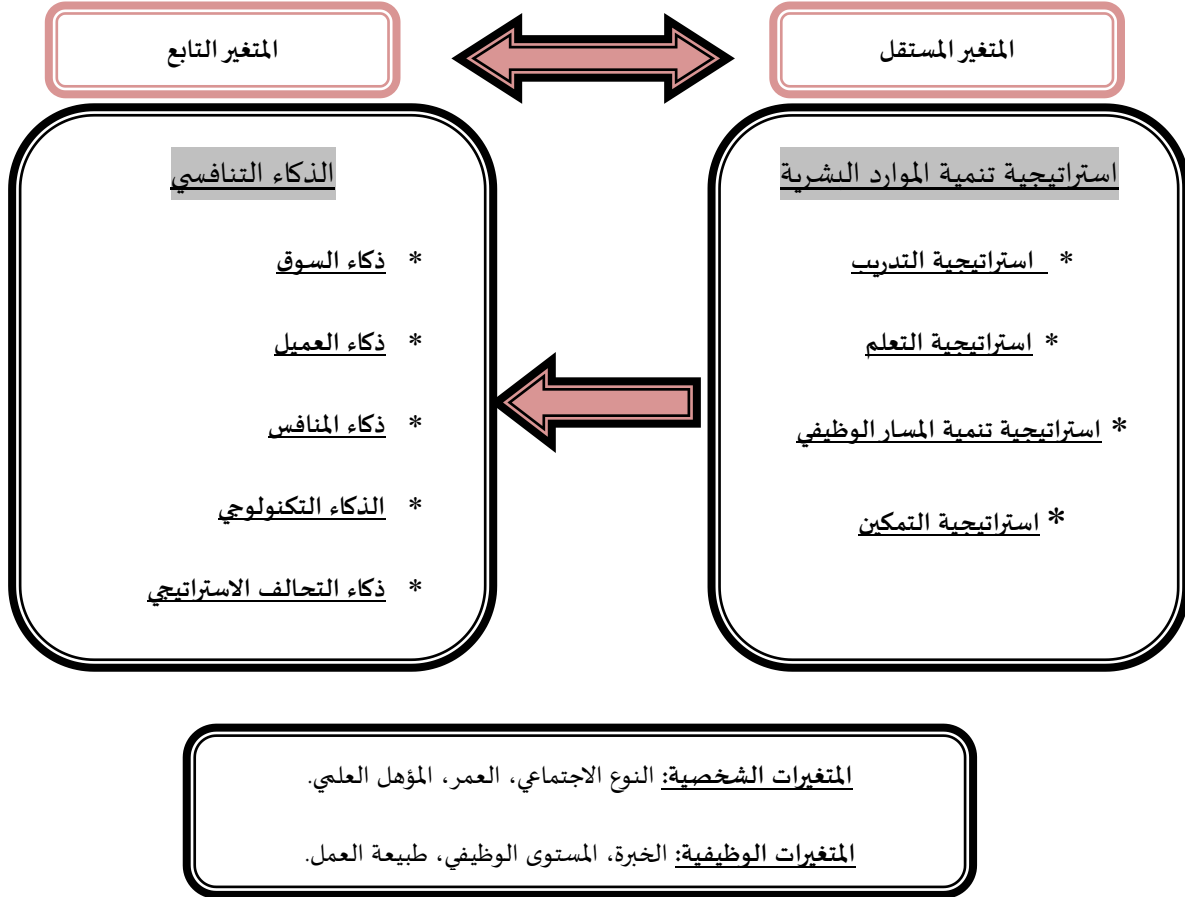 المتغير المستقل
المتغير التابع
استراتيجية تنمية الموارد البشرية
* استراتيجية التدريب
* استراتيجية التعلم
* استراتيجية تنمية المسار الوظيفي
* استراتيجية التمكين
الذكاء التنافسي
* ذكاء السوق
* ذكاء العميل
* ذكاء المنافس
* الذكاء التكنولوجي
* ذكاء التحالف الاستراتيجي
المتغيرات الشخصية: النوع الاجتماعي، العمر، المؤهل العلمي.
المتغيرات الوظيفية: الخبرة، المستوى الوظيفي، طبيعة العمل.